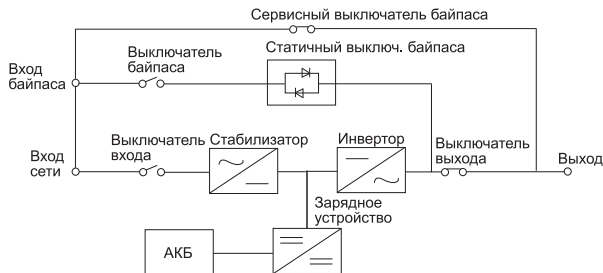 Сервисный выключатель байпаса
Выключатель
байпаса
Статичный выключ. байпаса
Вход
байпаса
Выключатель
входа
Стабилизатор
Инвертор
Выключатель
выхода
Вход
сети
Выход
Зарядное
устройство
АКБ